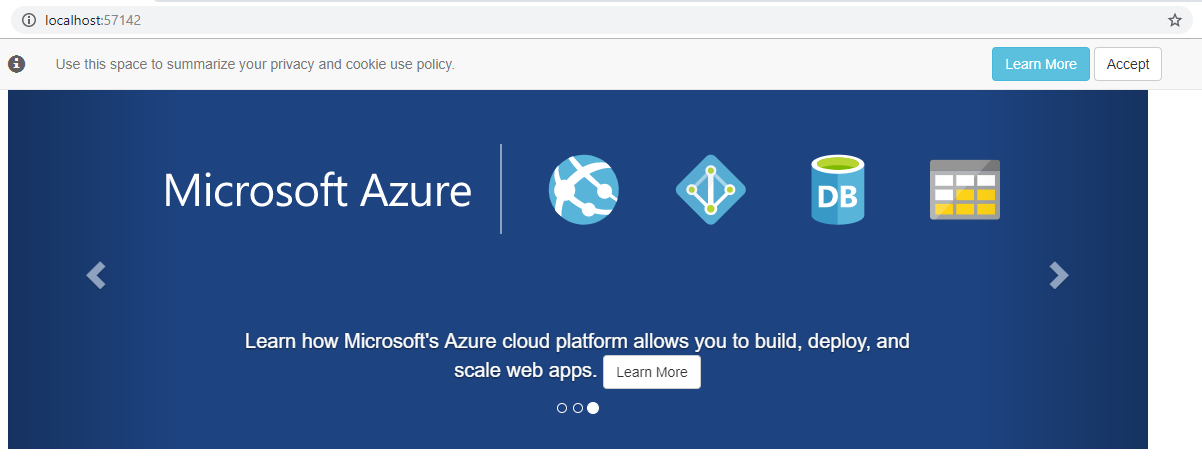 localhost:57142
Use this space to summarize your privacy and cookie use policy. Learn More Accept
Microsoft Azure DB
Learn how Microsoft's Azure cloud platform allows you to build, deploy, and
scale web apps. Learn More